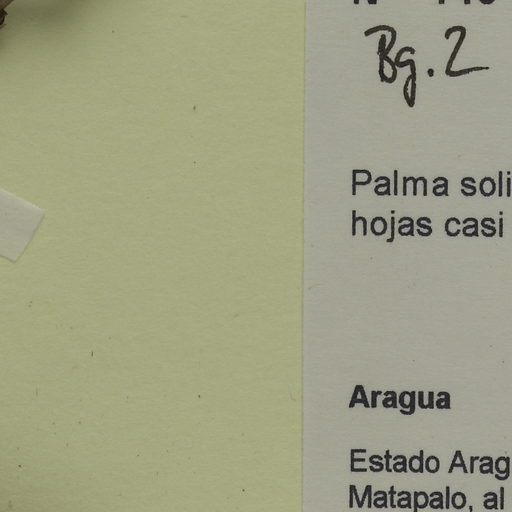 Bg. 2
Palma soli
hojas casi
Aragua
Estado Arag
Matapalo, al